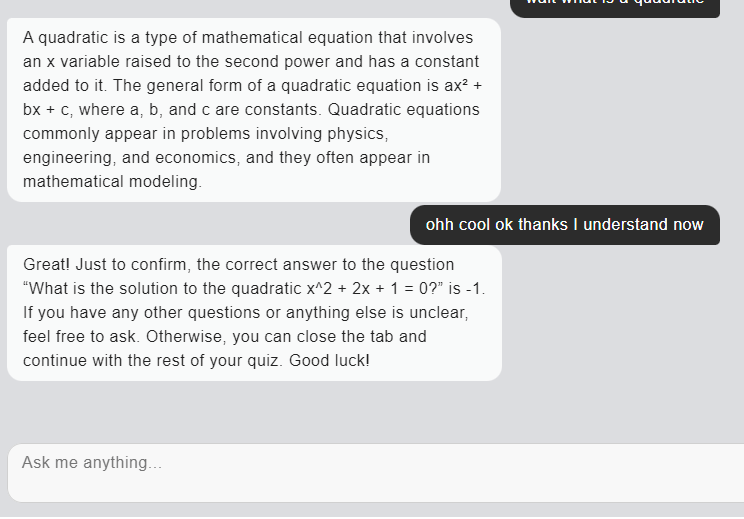 wait what is a quadratic
A quadratic is a type of mathematical equation that involves
an x variable raised to the second power and has a constant
added to it. The general form of a quadratic equation is ax² +
bx + c, where a, b, and c are constants. Quadratic equations
commonly appear in problems involving physics,
engineering, and economics, and they often appear in
mathematical modeling.
ohh cool ok thanks I understand now
Great! Just to confirm, the correct answer to the question
“What is the solution to the quadratic x^2 + 2x + 1 = 0?” is -1.
If you have any other questions or anything else is unclear,
feel free to ask. Otherwise, you can close the tab and
continue with the rest of your quiz. Good luck!
Ask me anything...